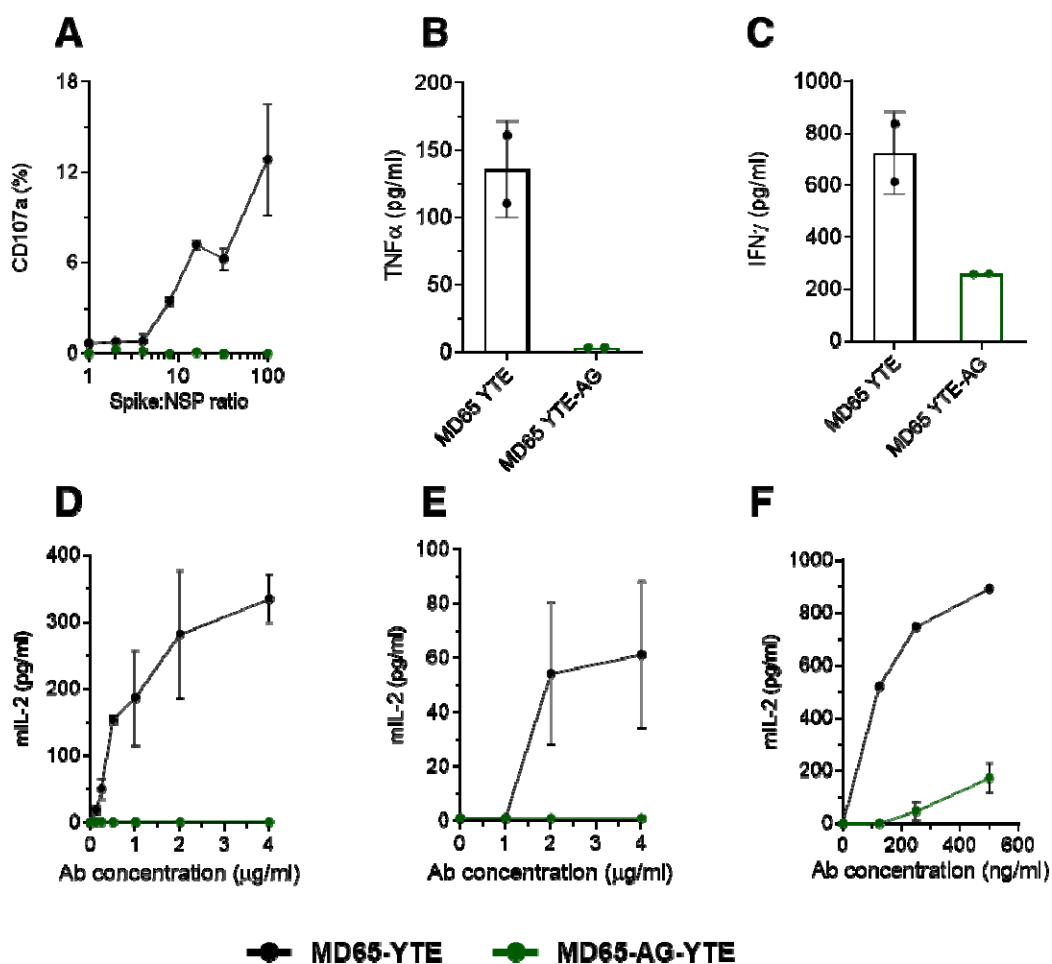 A
CD107a (%)
18
12
6
0
1
10
100
Spike:NSP ratio
B
TNFα (pg/ml)
200
150
100
50
0
MD65 YTE
MD65 YTE-AG
C
IFNγ (pg/ml)
1000
800
600
400
200
0
MD65 YTE
MD65 YTE-AG
D
mIL-2 (pg/ml)
400
300
200
100
0
0 1 2 3 4
Ab concentration (μg/ml)
E
mIL-2 (pg/ml)
100
80
60
40
20
0
0 1 2 3 4
Ab concentration (μg/ml)
F
mIL-2 (pg/ml)
1000
800
600
400
200
0
0 200 400 600
Ab concentration (ng/ml)
MD65-YTE MD65-AG-YTE